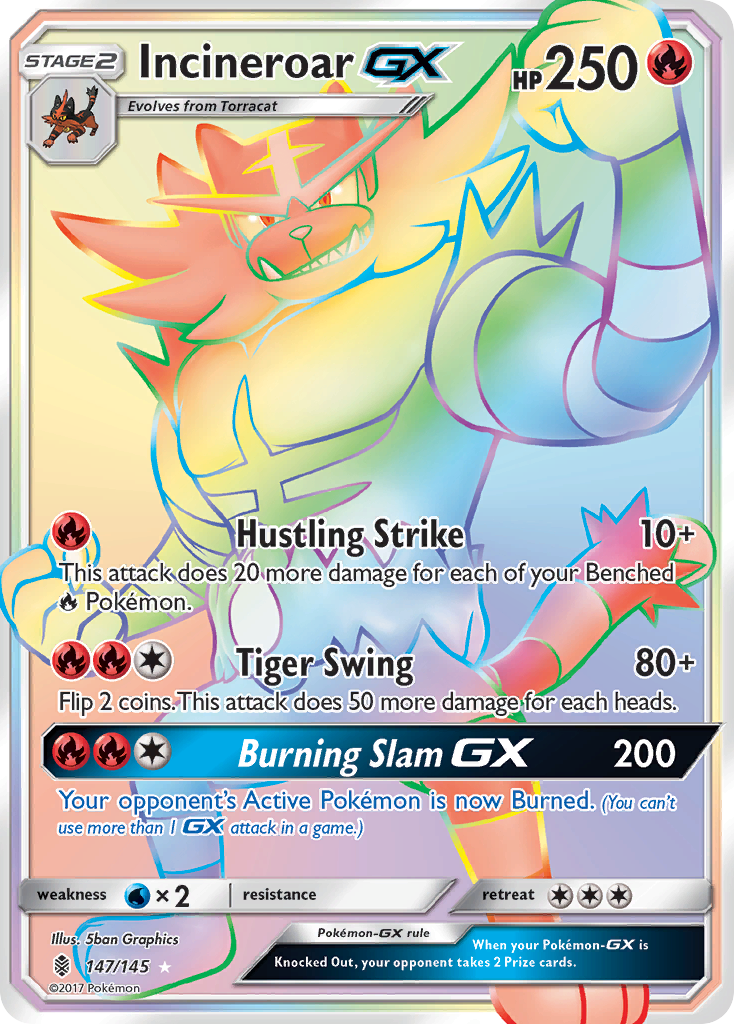 STAGE2 Incineroar GX HP 250
Evolves from Torracat
Hustling Strike 10+
This attack does 20 more damage for each of your Benched
Pokémon.
Tiger Swing 80+
Flip 2 coins. This attack does 50 more damage for each heads.
Burning Slam GX 200
Your opponent's Active Pokémon is now Burned. (You can't
use more than 1 GX attack in a game.)
weakness ×2 resistance retreat
Illus. 5ban Graphics
147/145
©2017 Pokémon
Pokémon-GX rule
When your Pokémon-GX is
Knocked Out, your opponent takes 2 Prize cards.